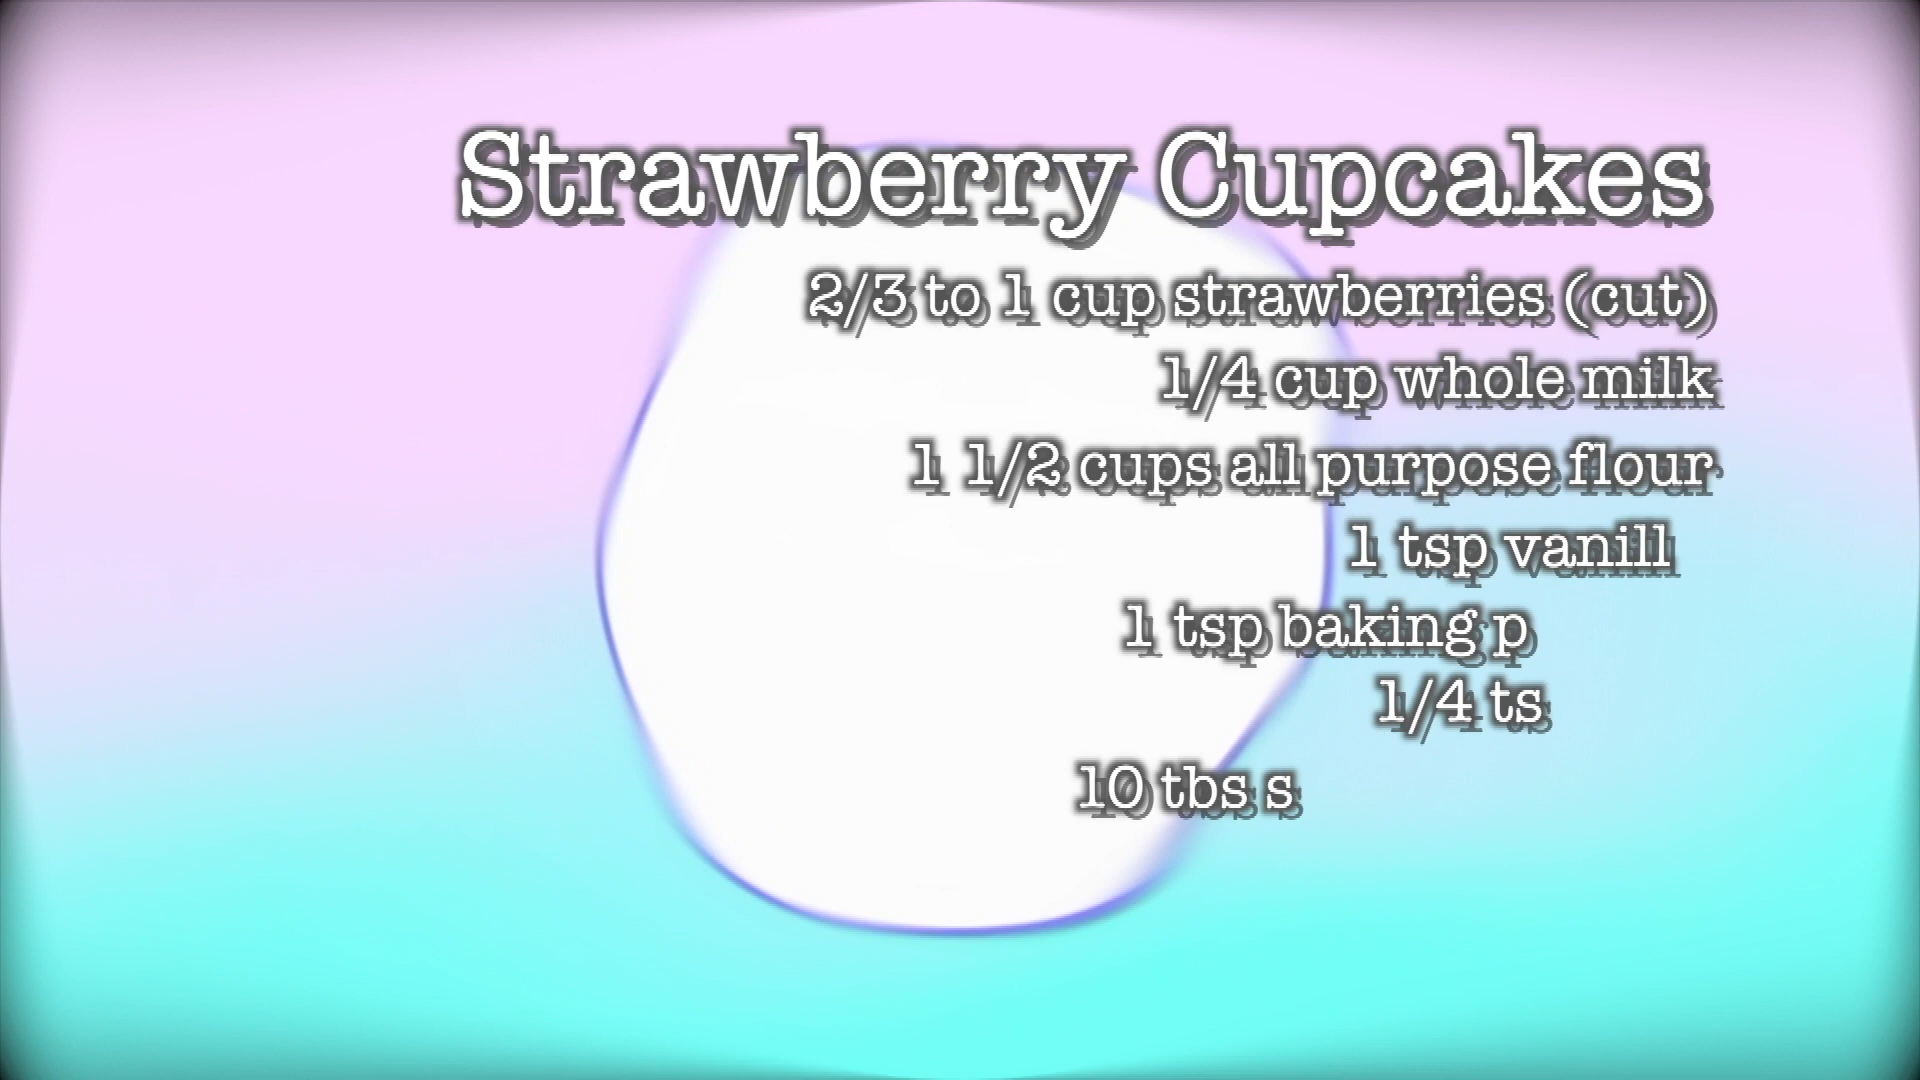 Strawberry Cupcakes
2/3 to 1 cup strawberries (cut)
1/4 cup whole milk
1 1/2 cups all purpose flour
1 tsp vanill
1 tsp baking p
1/4 ts
10 tbs s